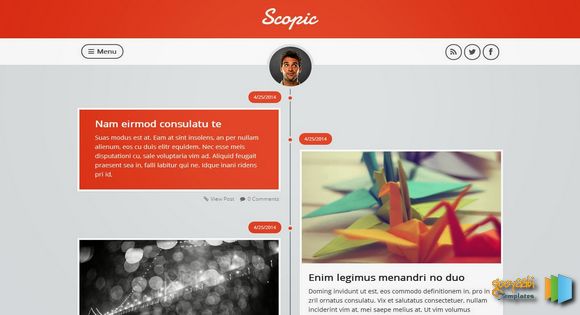 Scopic
Menu
4/25/2014
Nam eirmod consulatu te
Suas modus est at. Eam at sint insolens, an per nullam
alienum, eos cu duis elitr equidem. Nec esse meis
disputationi cu, sale voluptaria vim ad. Aliquid feugait
praesent sea in, falli labitur qui ne. Idque inani ridens
pri id.
View Post
0 Comments
4/25/2014
4/25/2014
Enim legimus menandri no duo
Doming invidunt ut est, eos commodo definitionem in, pro in
zril ornatus consulatu. Vix et salutatus consectetuer, nullam
inciderint vim at, mei saepe melius at. Ut vim volumus
Templates